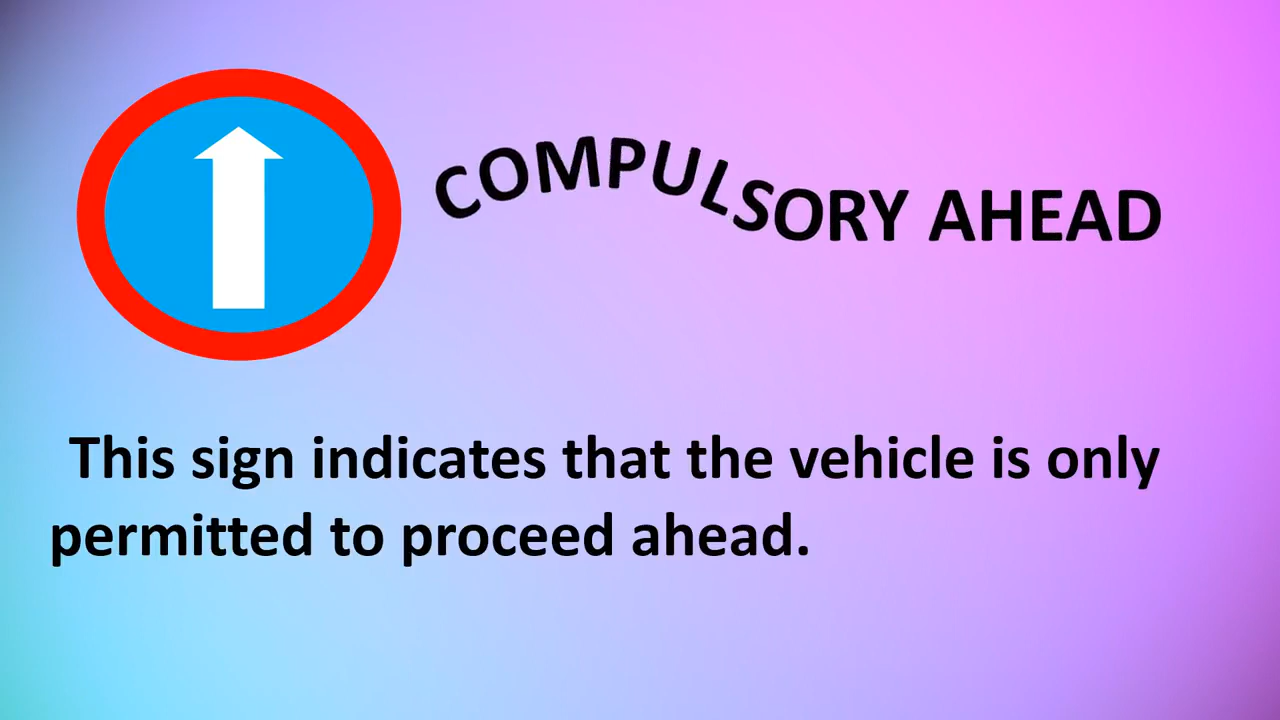 COMPULSORY AHEAD
This sign indicates that the vehicle is only
permitted to proceed ahead.